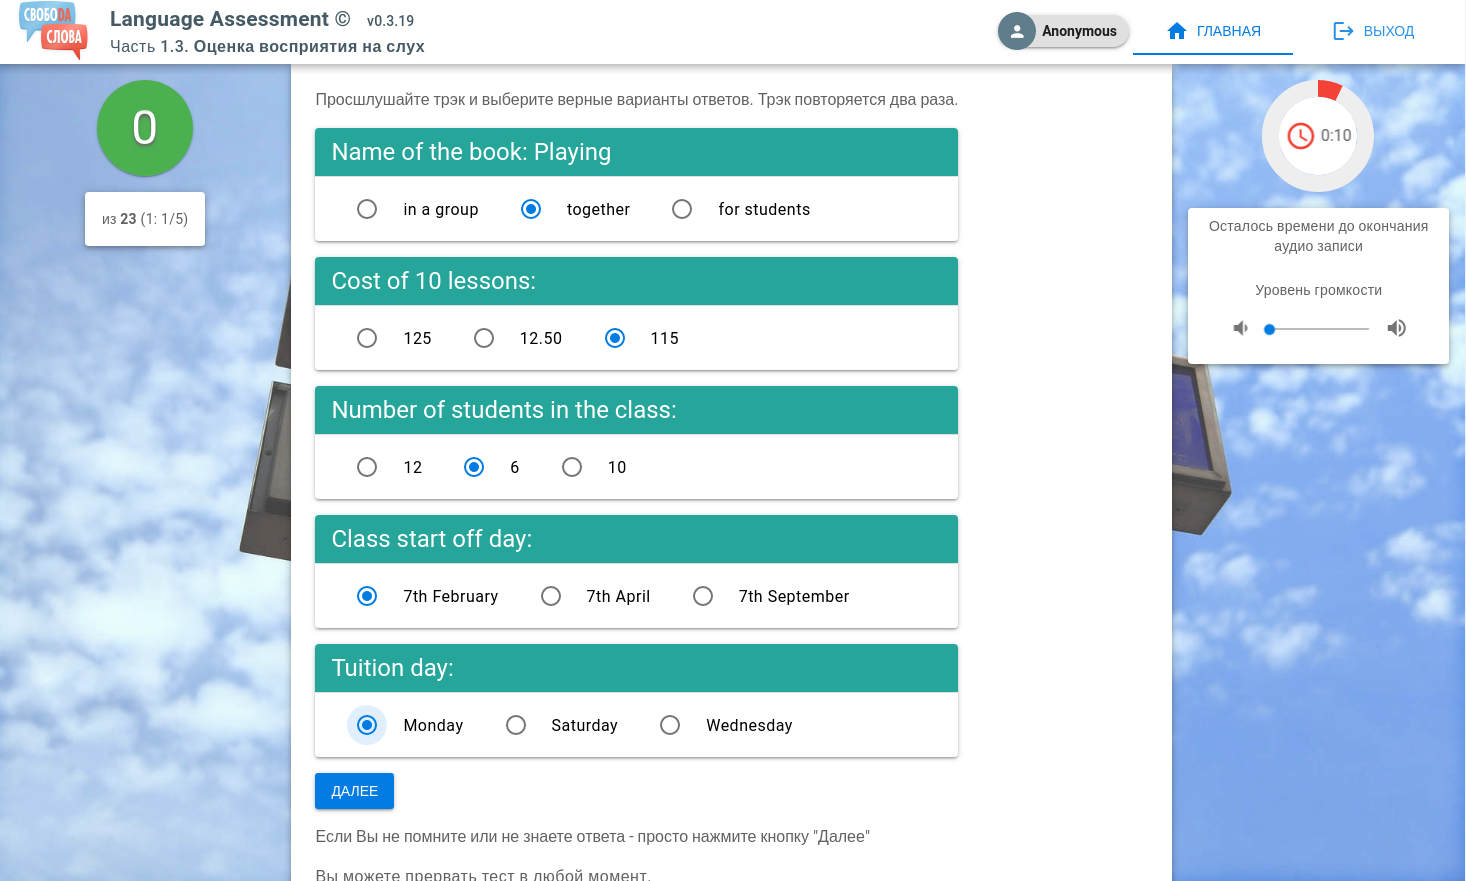 СВОБОDА
СЛОВА
Language Assessment © v0.3.19
Часть 1.3. Оценка восприятия на слух
Anonymous
ГЛАВНАЯ
ВЫХОД
0
из 23 (1: 1/5)
Просшлушайте трэк и выберите верные варианты ответов. Трэк повторяется два раза.
Name of the book: Playing
in a group together for students
Cost of 10 lessons:
125 12.50 115
Number of students in the class:
12 6 10
Class start off day:
7th February 7th April 7th September
Tuition day:
Monday Saturday Wednesday
ДАЛЕЕ
Если Вы не помните или не знаете ответа - просто нажмите кнопку "Далее"
Вы можете прервать тест в любой момент.
0:10
Осталось времени до окончания
аудио записи
Уровень громкости